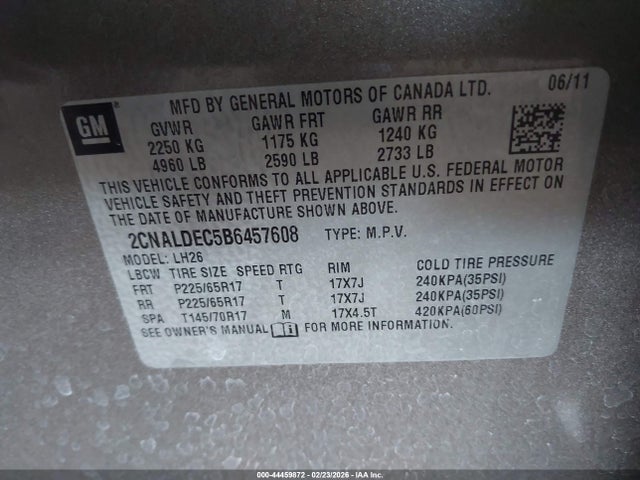 GM
MFD BY GENERAL MOTORS OF CANADA LTD. 06/11
GVWR GAWR FRT GAWR RR
2250 KG 1175 KG 1240 KG
4960 LB 2590 LB 2733 LB
THIS VEHICLE CONFORMS TO ALL APPLICABLE U.S. FEDERAL MOTOR
VEHICLE SAFETY AND THEFT PREVENTION STANDARDS IN EFFECT ON
THE DATE OF MANUFACTURE SHOWN ABOVE.
2CNALDEC5B6457608 TYPE: M.P.V.
MODEL: LH26
LBCW TIRE SIZE SPEED RTG RIM COLD TIRE PRESSURE
FRT P225/65R17 T 17X7J 240KPA(35PSI)
RR P225/65R17 T 17X7J 240KPA(35PSI)
SPA T145/70R17 M 17X4.5T 420KPA(60PSI)
SEE OWNER'S MANUAL FOR MORE INFORMATION.
000-44459872 | 02/23/2026 - IAA Inc.